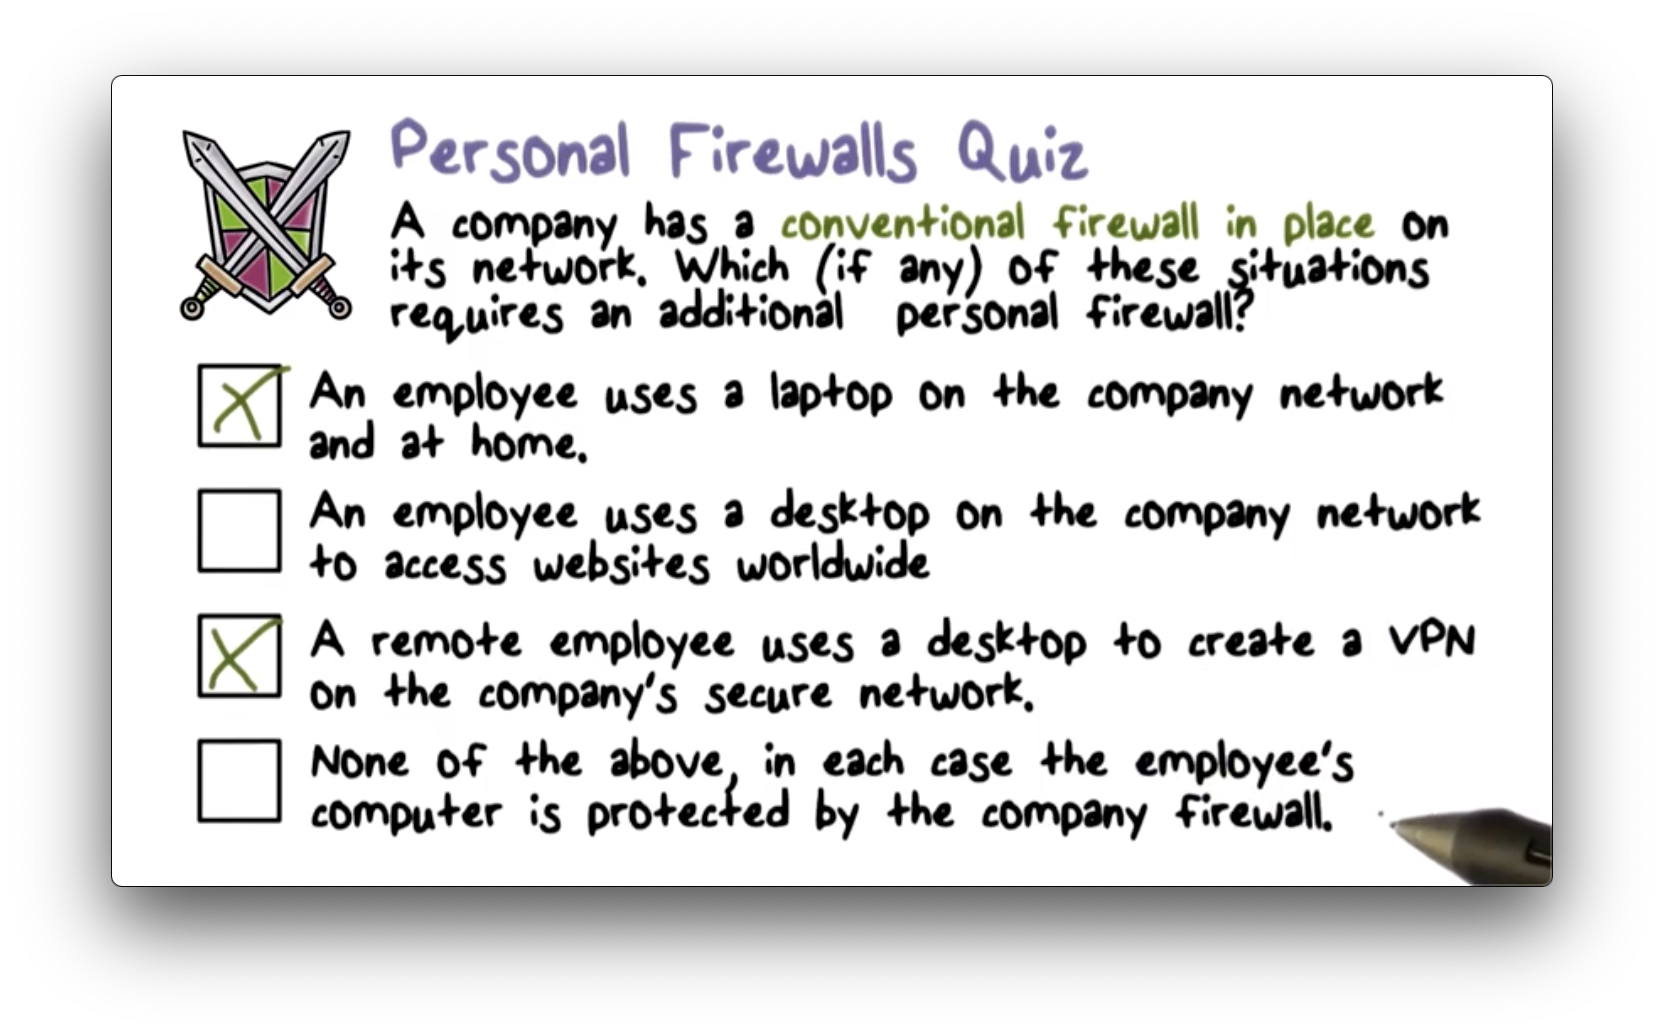 Personal Firewalls Quiz
A company has a conventional firewall in place on
its network. Which (if any) of these situations
requires an additional personal firewall?
An employee uses a laptop on the company network
and at home.
An employee uses a desktop on the company network
to access websites worldwide
A remote employee uses a desktop to create a VPN
on the company's secure network.
None of the above, in each case the employee's
computer is protected by the company firewall.